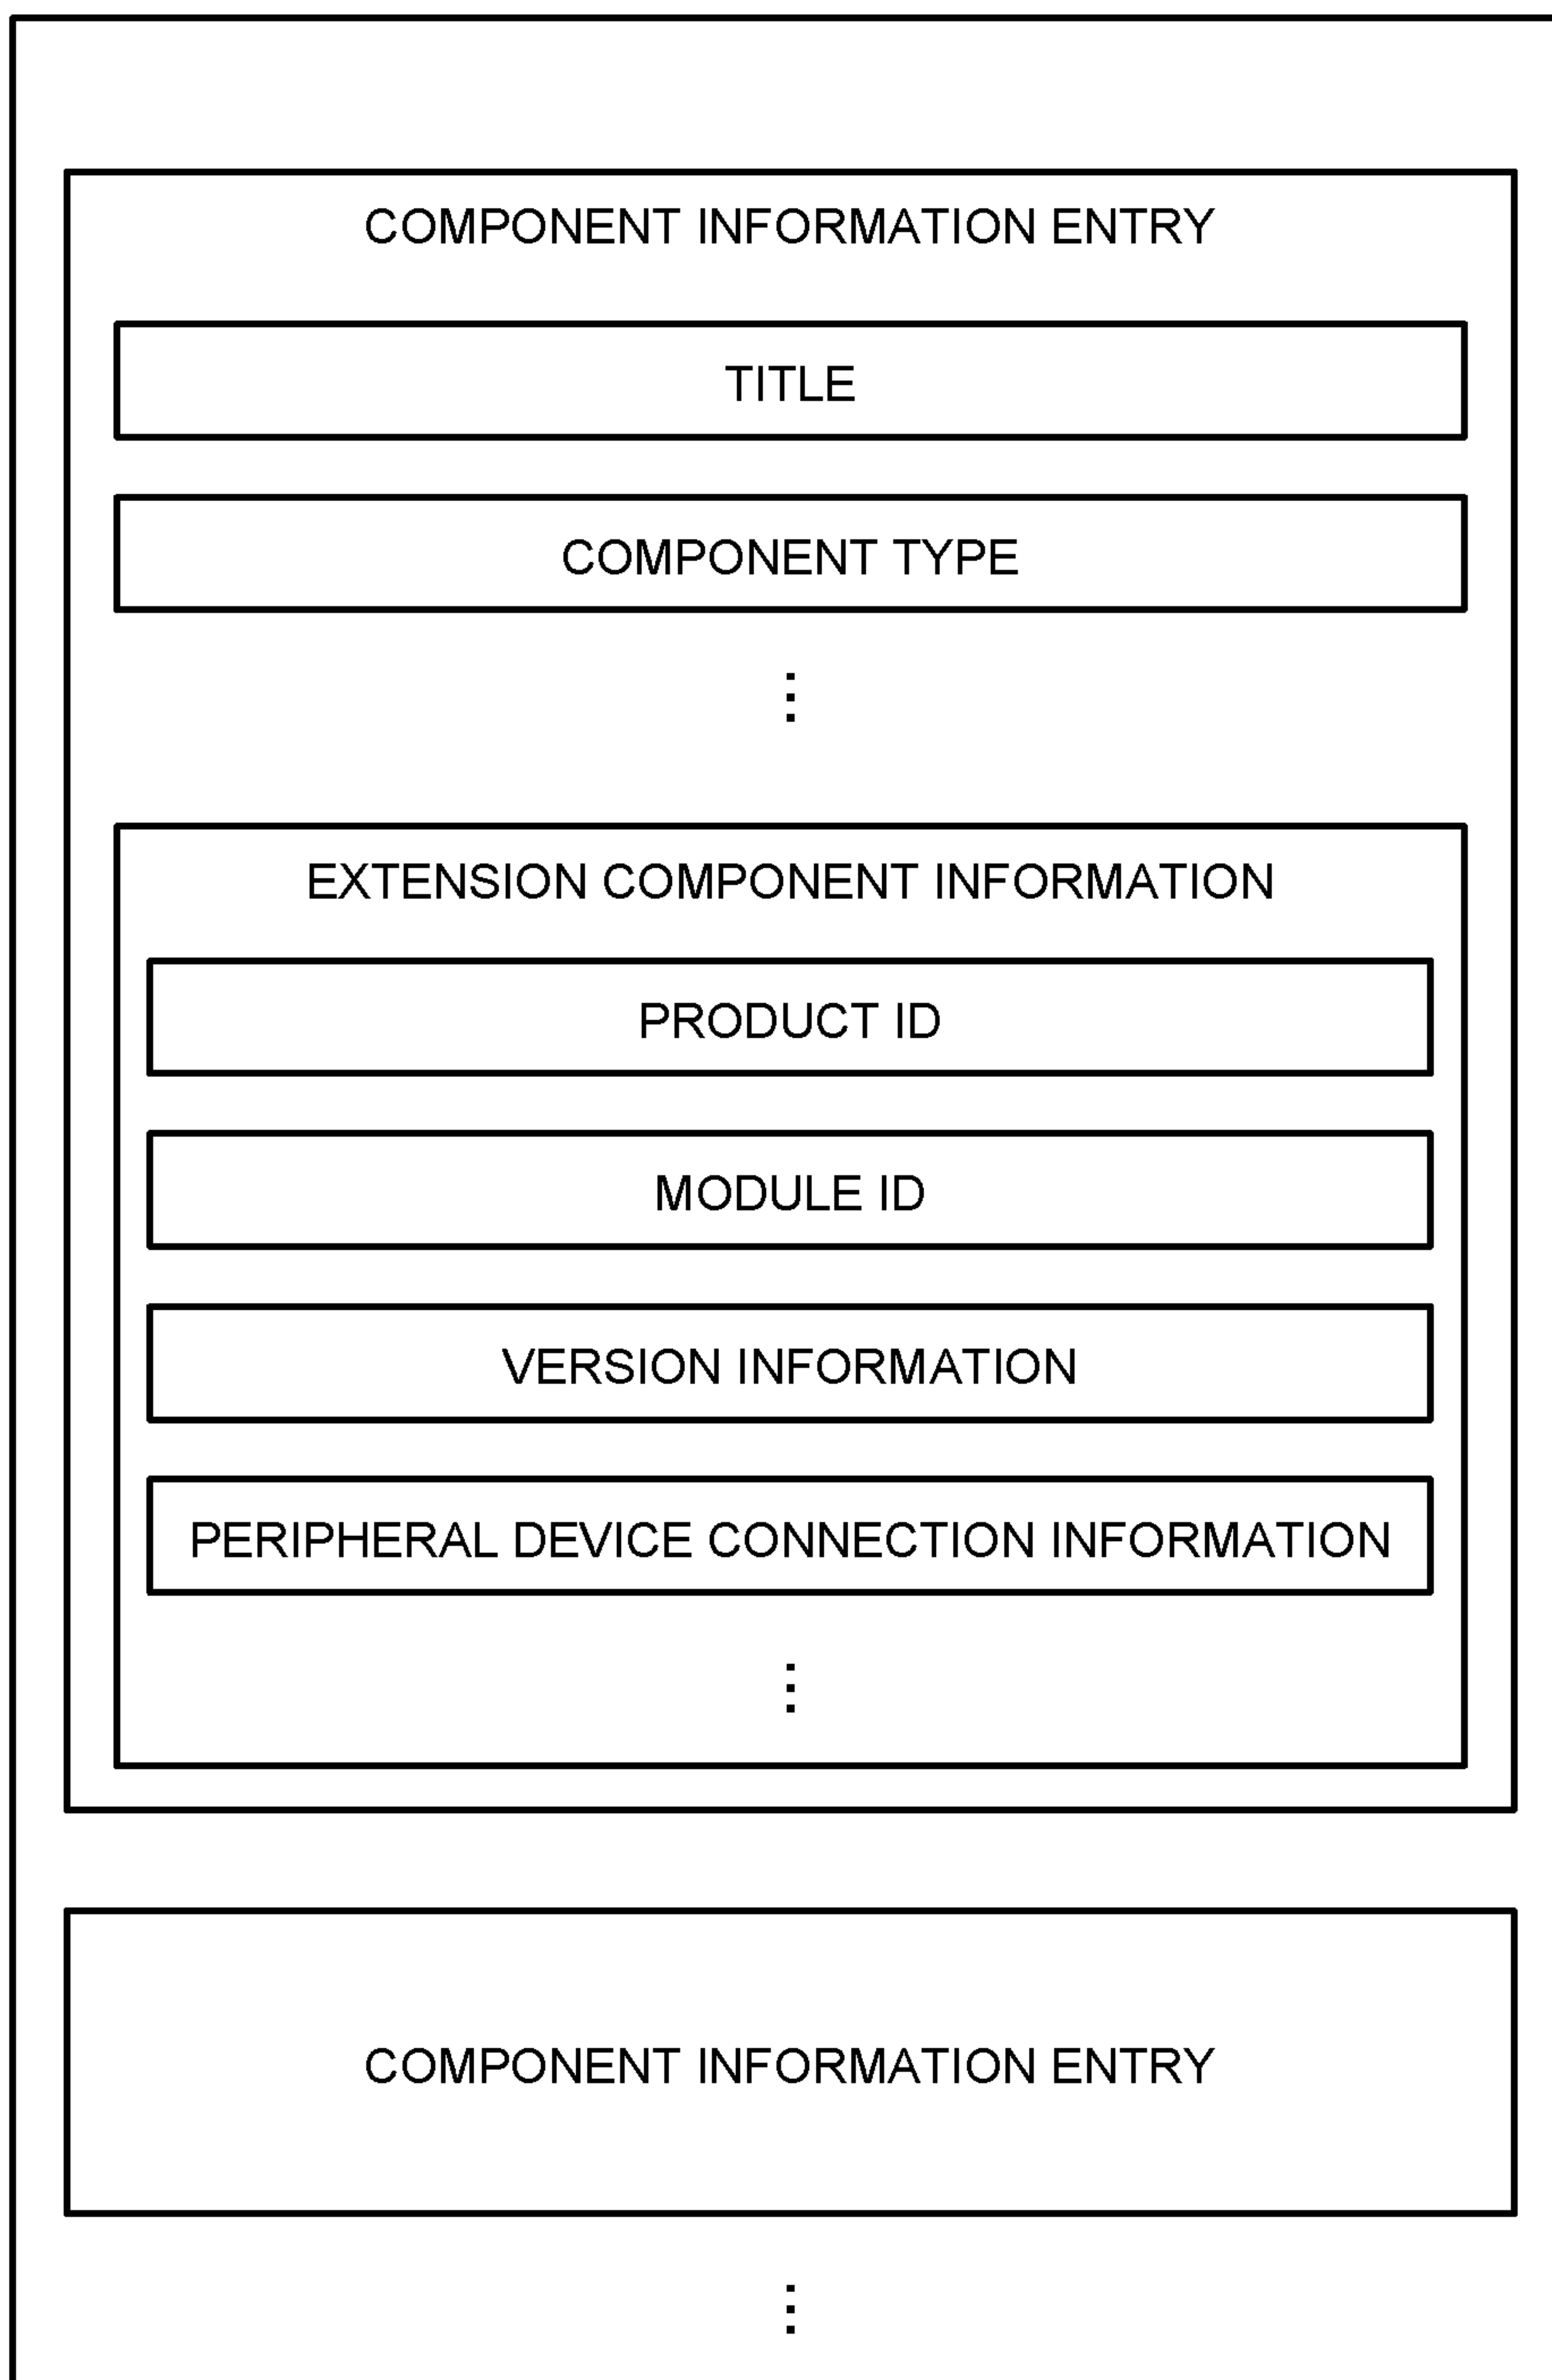 COMPONENT INFORMATION ENTRY
TITLE
COMPONENT TYPE
EXTENSION COMPONENT INFORMATION
PRODUCT ID
MODULE ID
VERSION INFORMATION
PERIPHERAL DEVICE CONNECTION INFORMATION
COMPONENT INFORMATION ENTRY